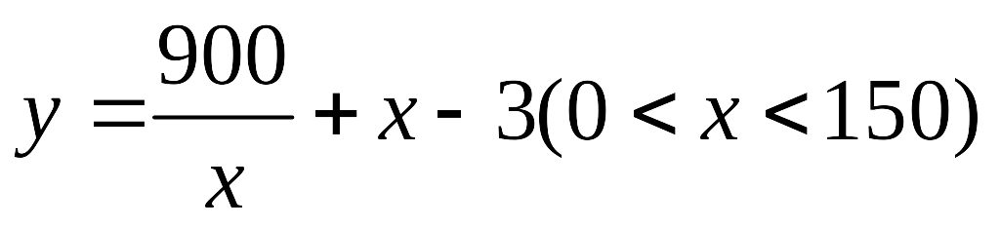 y = 900/x + x - 3(0 < x < 150)